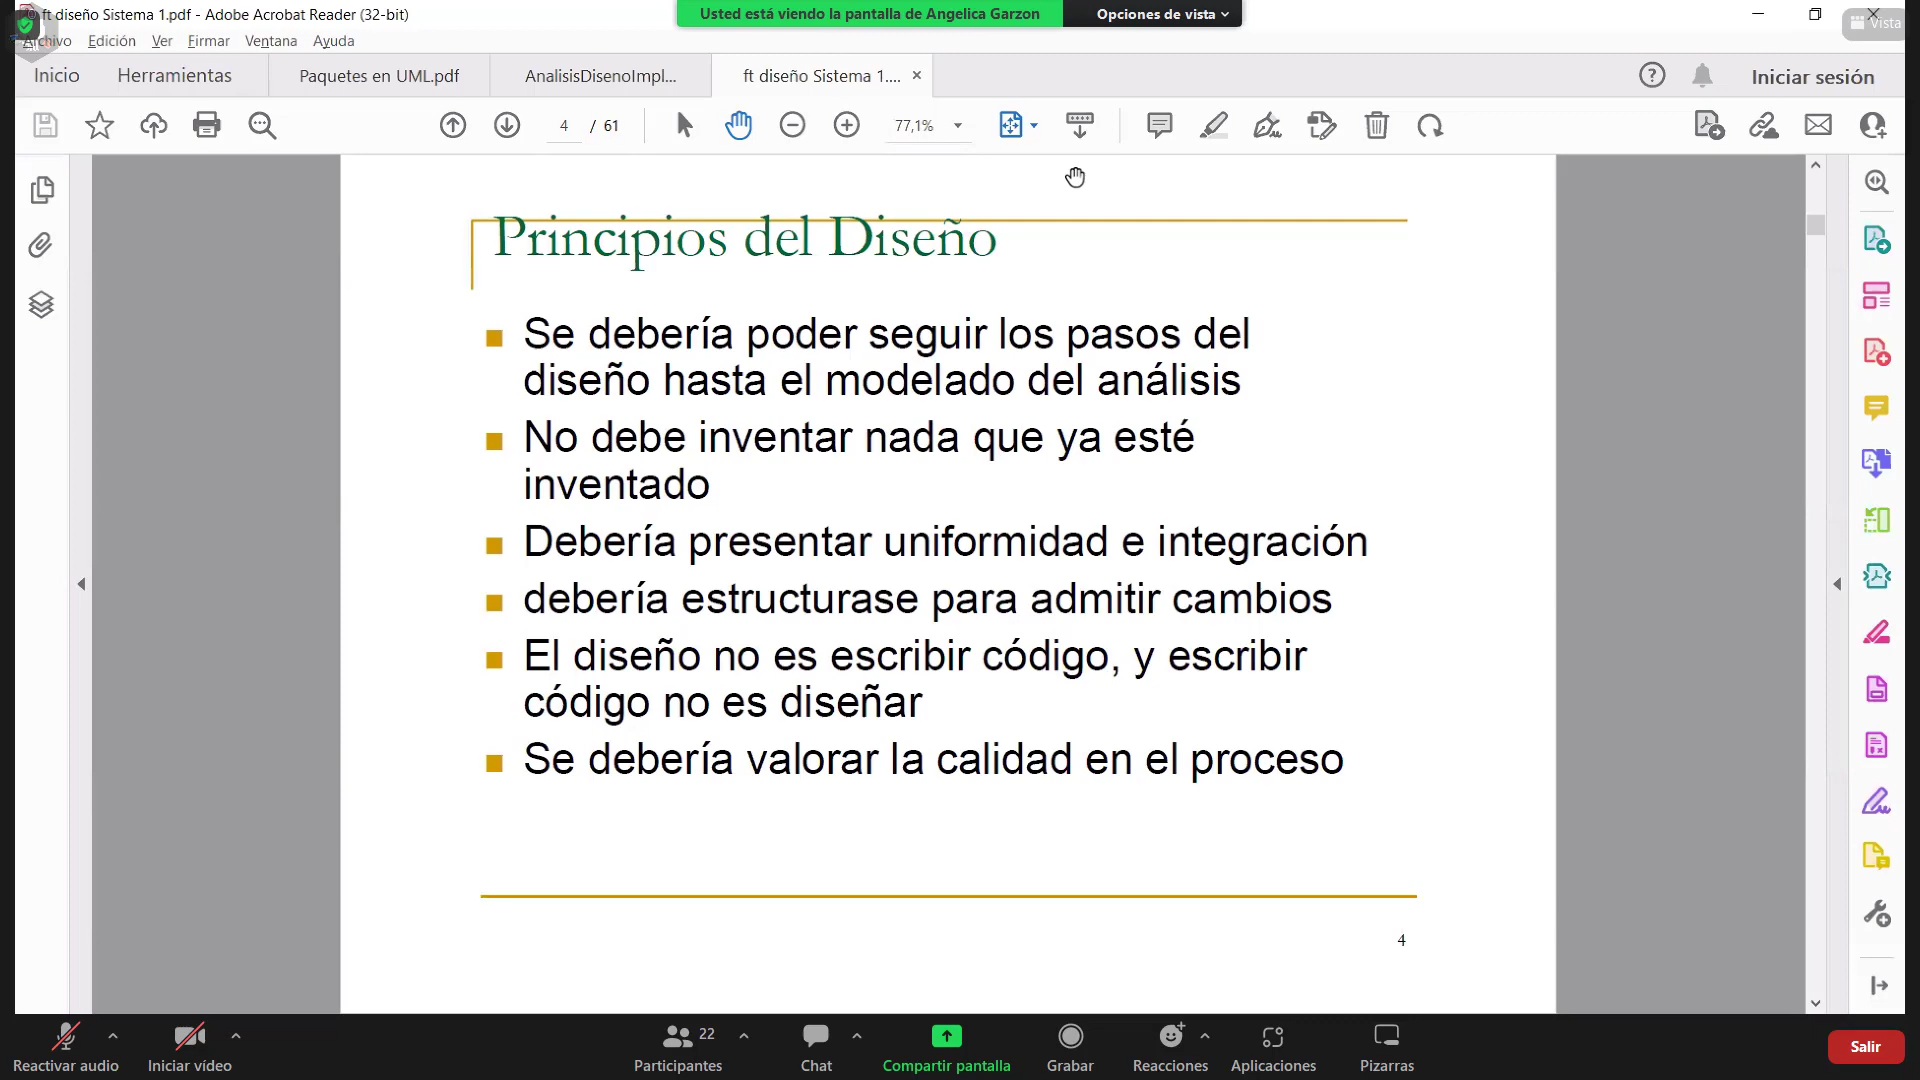 ft diseño Sistema 1.pdf - Adobe Acrobat Reader (32-bit)
Usted está viendo la pantalla de Angelica Garzon
Opciones de vista
Vista
Archivo Edición Ver Firmar Ventana Ayuda
Inicio Herramientas Paquetes en UML.pdf AnalisisDisenoImpl... ft diseño Sistema 1.... × Iniciar sesión
4 / 61 77,1%
Principios del Diseño
Se debería poder seguir los pasos del
diseño hasta el modelado del análisis
No debe inventar nada que ya esté
inventado
Debería presentar uniformidad e integración
debería estructurase para admitir cambios
El diseño no es escribir código, y escribir
código no es diseñar
Se debería valorar la calidad en el proceso
4
22
Reactivar audio Iniciar vídeo Participantes Chat Compartir pantalla Grabar Reacciones Aplicaciones Pizarras Salir